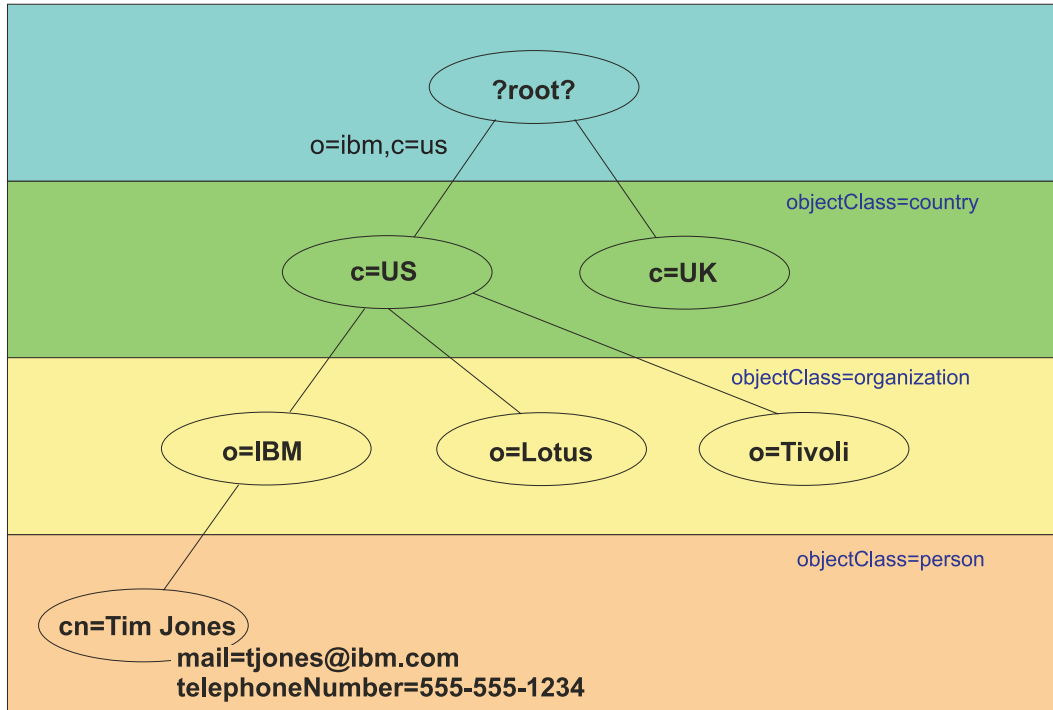 ?root?
o=ibm,c=us
objectClass=country
c=US
c=UK
objectClass=organization
o=IBM
o=Lotus
o=Tivoli
objectClass=person
cn=Tim Jones
mail=tjones@ibm.com
telephoneNumber=555-555-1234